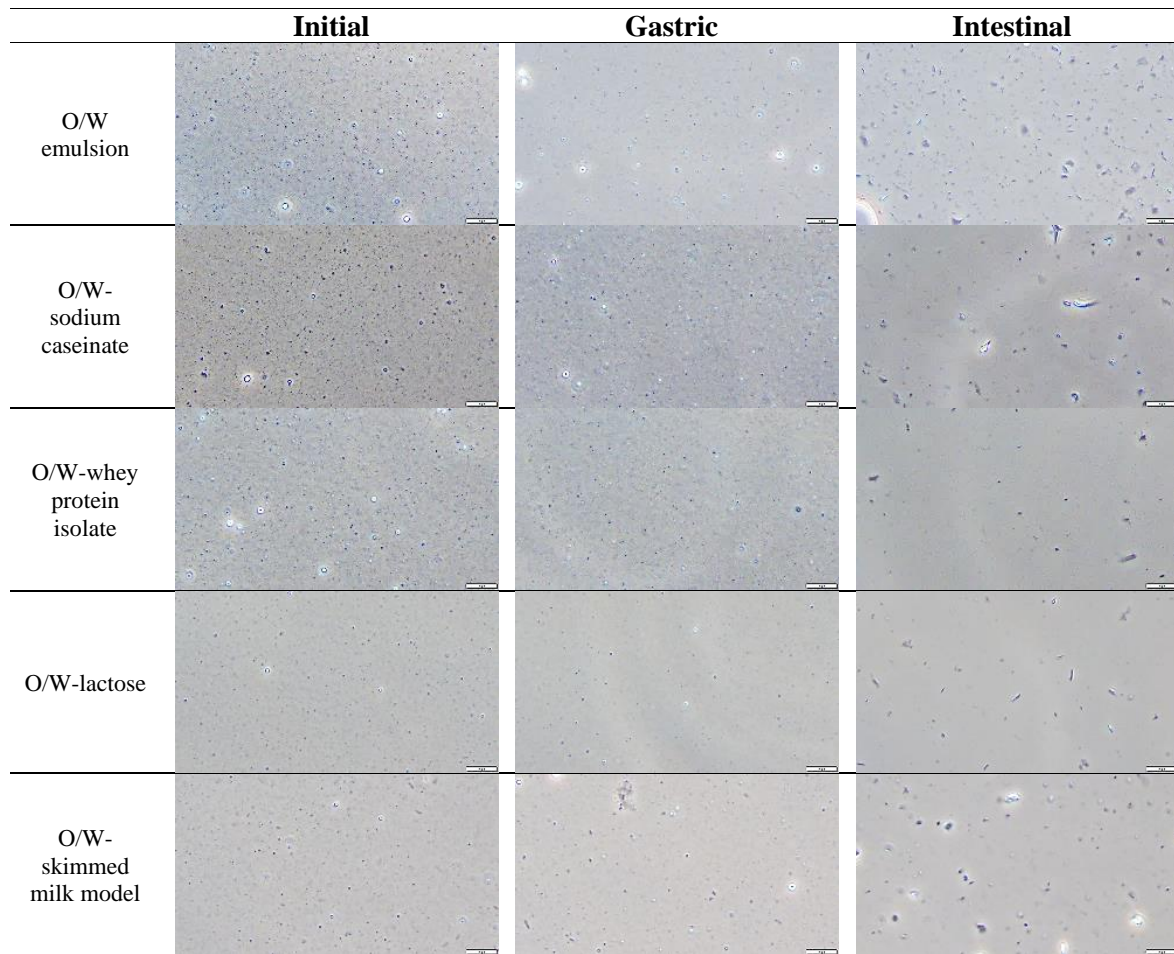 Initial Gastric Intestinal
O/W
emulsion
O/W-
sodium
caseinate
O/W-whey
protein
isolate
O/W-lactose
O/W-
skimmed
milk model